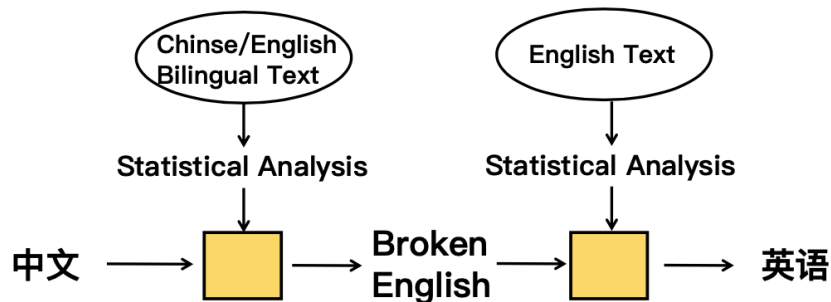 Chinse/English
Bilingual Text
English Text
Statistical Analysis
Statistical Analysis
中文
Broken
English
英语